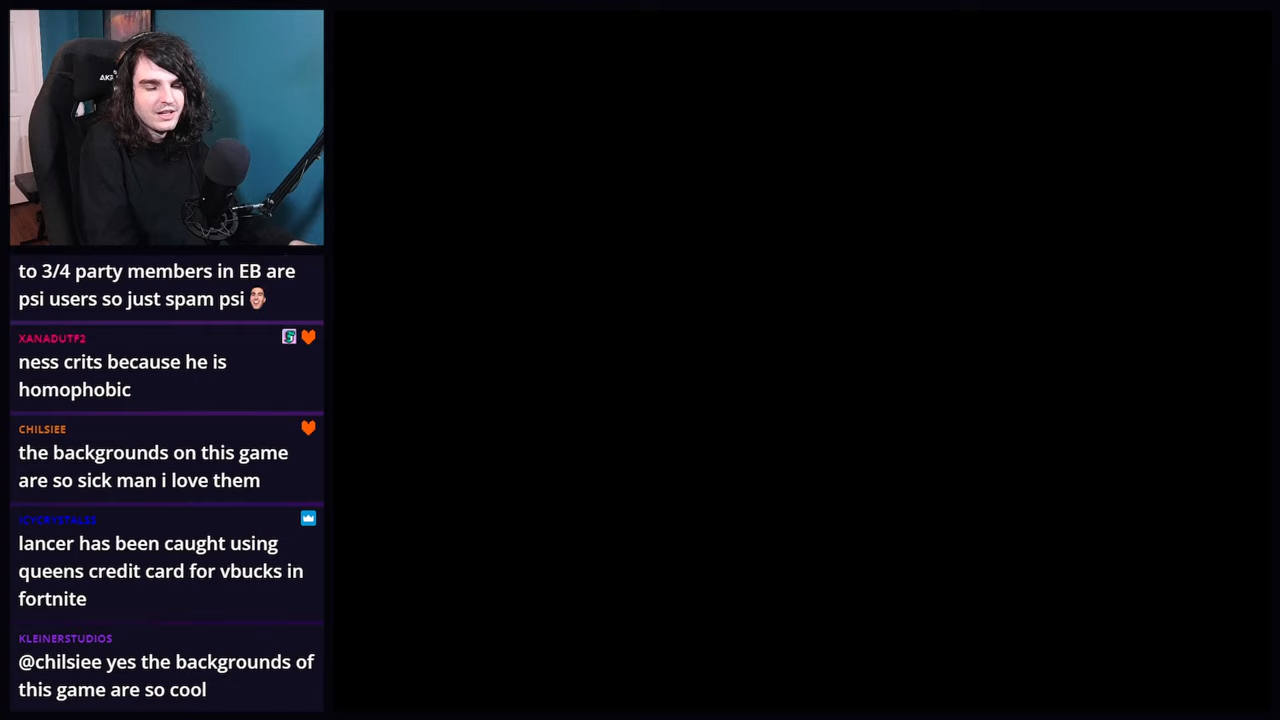 AKR
to 3/4 party members in EB are
psi users so just spam psi
XANADUTF2
ness crits because he is
homophobic
CHILSIEE
the backgrounds on this game
are so sick man i love them
lancer has been caught using
queens credit card for vbucks in
fortnite
KLEINERSTUDIOS
@chilsiee yes the backgrounds of
this game are so cool